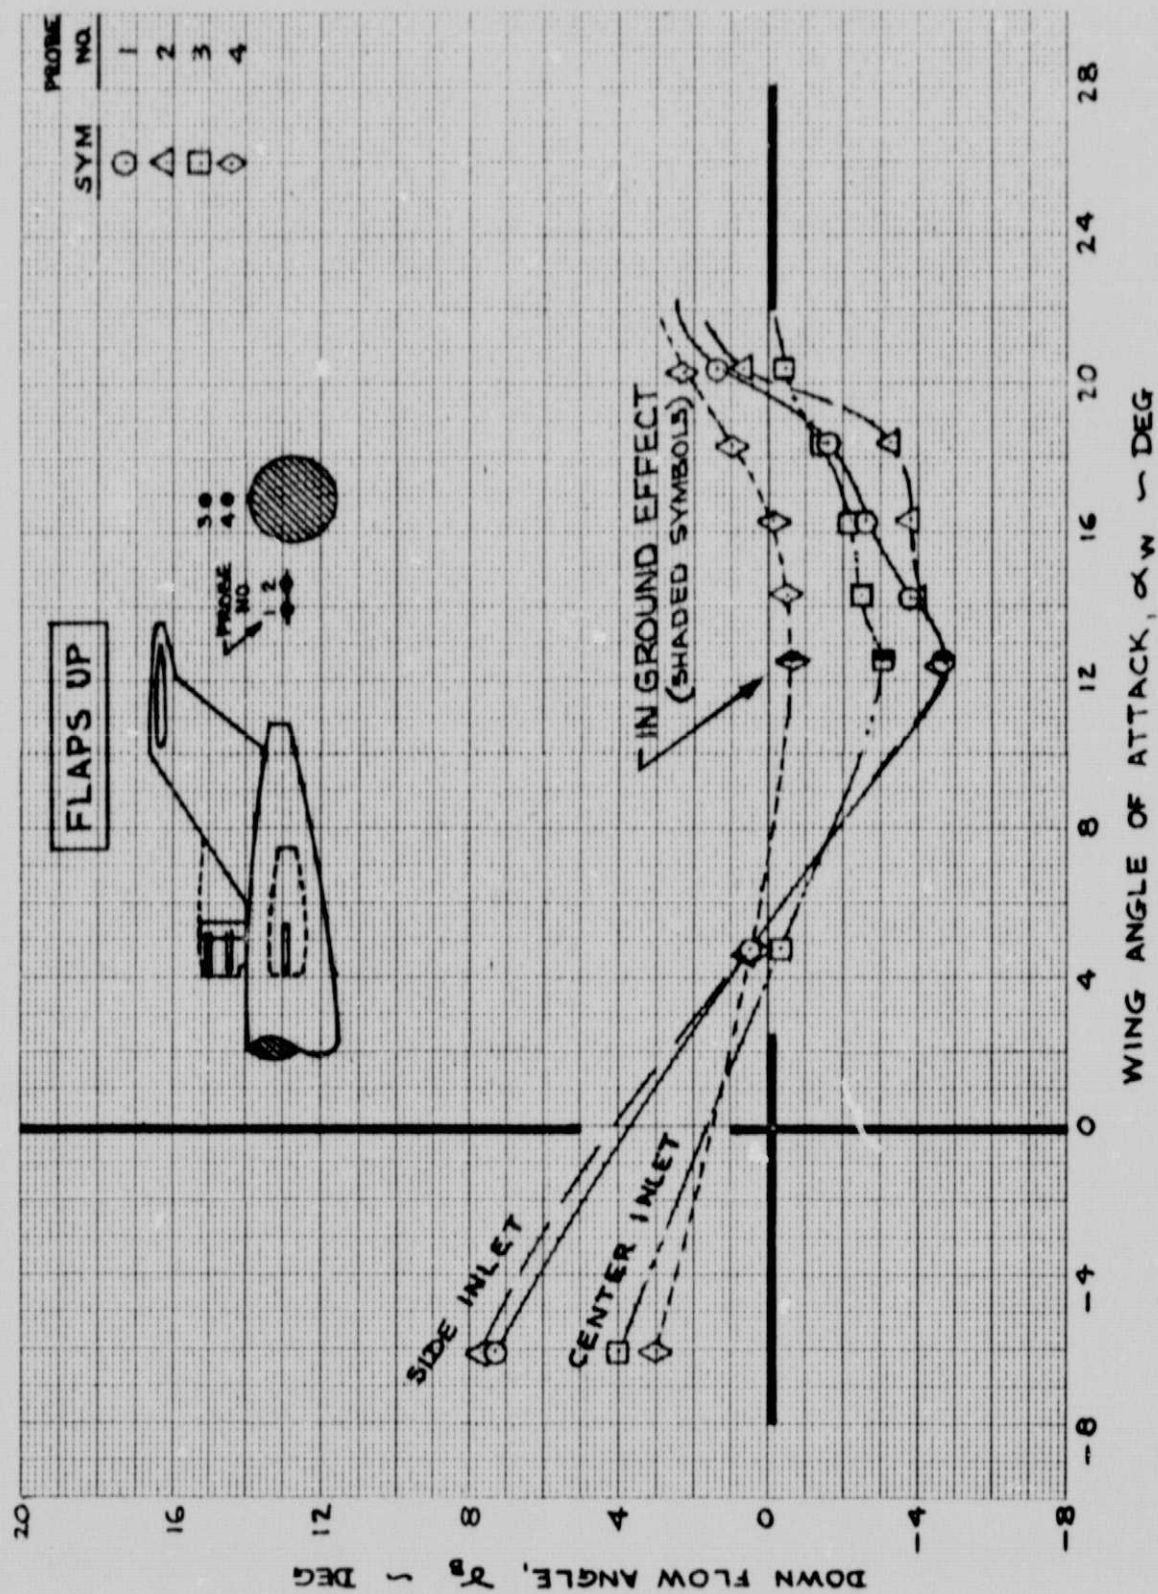 FLAPS UP
SYM
PROBE NO.
1
2
3
4
PROBE NO.
1 2
3
4
SIDE INLET
CENTER INLET
IN GROUND EFFECT
(SHADED SYMBOLS)
20
16
12
8
4
0
-4
-8
DOWN FLOW ANGLE, ɣB ~ DEG
-8 -4 0 4 8 12 16 20 24 28
WING ANGLE OF ATTACK, αW ~ DEG